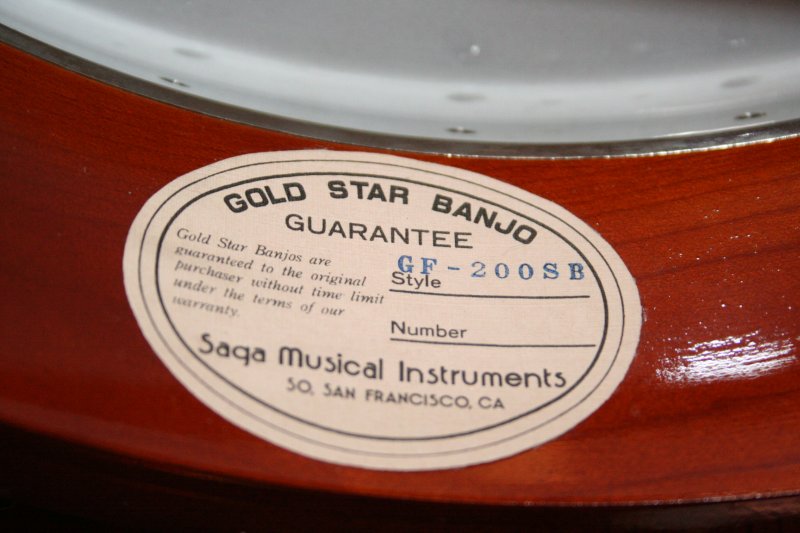 GOLD STAR BANJO
GUARANTEE
Gold Star Banjos are
guaranteed to the original
purchaser without time limit
under the terms of our
warranty.
GF-200SB
Style
Number
Saga Musical Instruments
SO. SAN FRANCISCO, CA